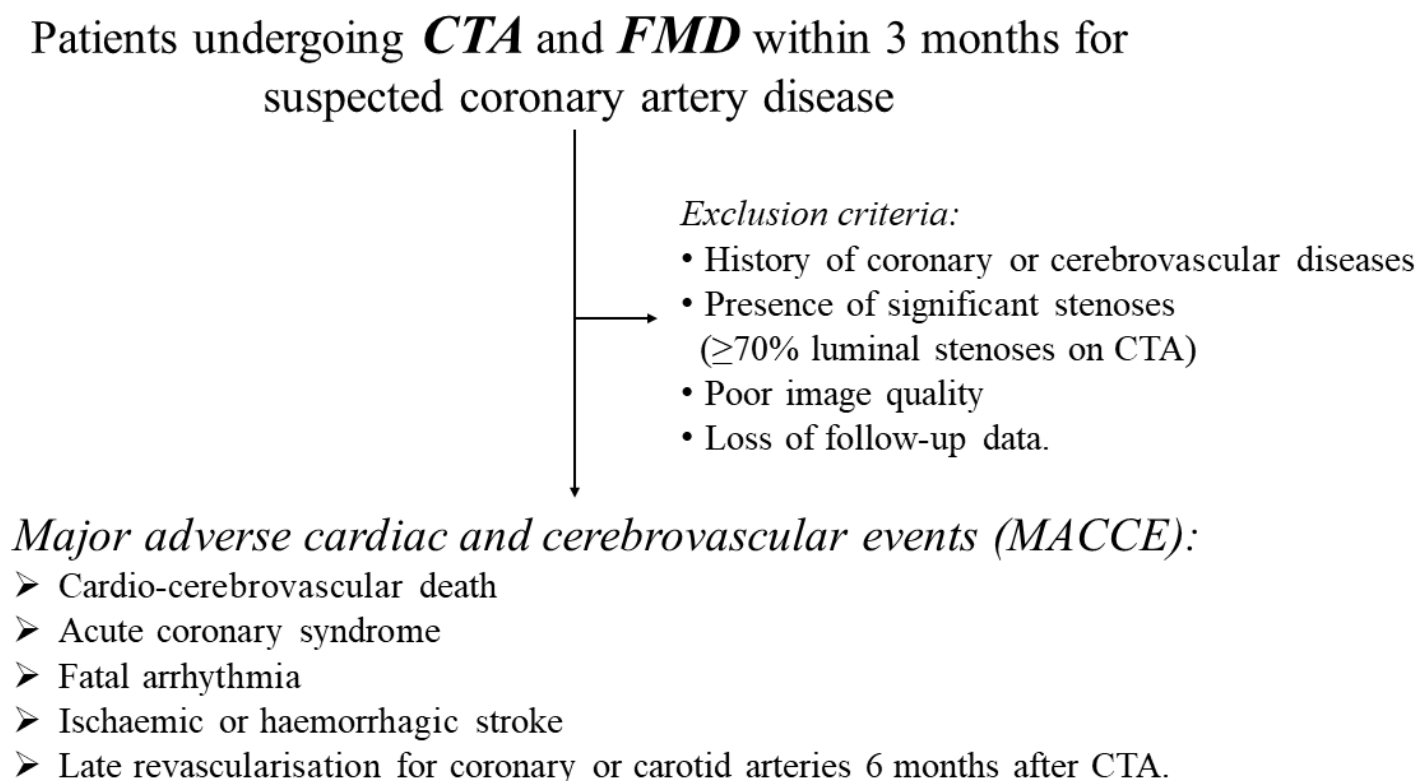 Patients undergoing CTA and FMD within 3 months for
suspected coronary artery disease
Exclusion criteria:
• History of coronary or cerebrovascular diseases
• Presence of significant stenoses
(≥70% luminal stenoses on CTA)
• Poor image quality
• Loss of follow-up data.
Major adverse cardiac and cerebrovascular events (MACCE):
➢ Cardio-cerebrovascular death
➢ Acute coronary syndrome
➢ Fatal arrhythmia
➢ Ischaemic or haemorrhagic stroke
➢ Late revascularisation for coronary or carotid arteries 6 months after CTA.